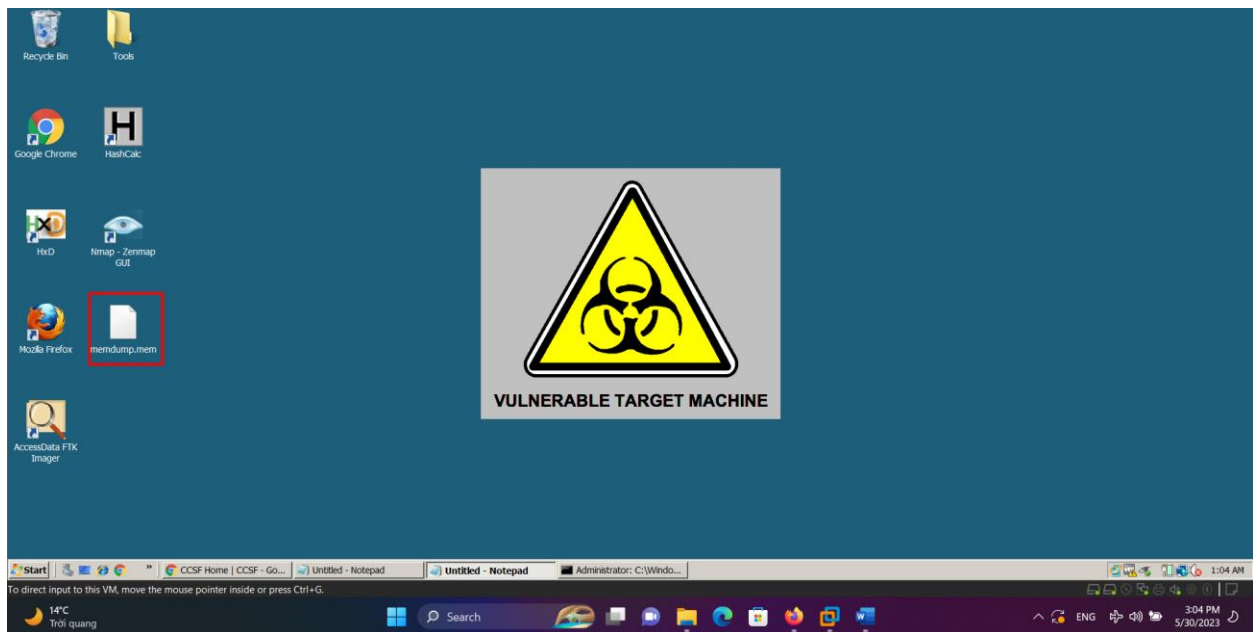 Recycle Bin
Tools
Google Chrome
HashCalc
HxD
Nmap - Zenmap
GUI
Mozilla Firefox
memdump.mem
AccessData FTK
Imager
VULNERABLE TARGET MACHINE
Start
»
CCSF Home | CCSF - Go...
Untitled - Notepad
Untitled - Notepad
Administrator: C:\Windo...
1:04 AM
To direct input to this VM, move the mouse pointer inside or press Ctrl+G.
14°C
Trời quang
Search
ENG
3:04 PM
5/30/2023